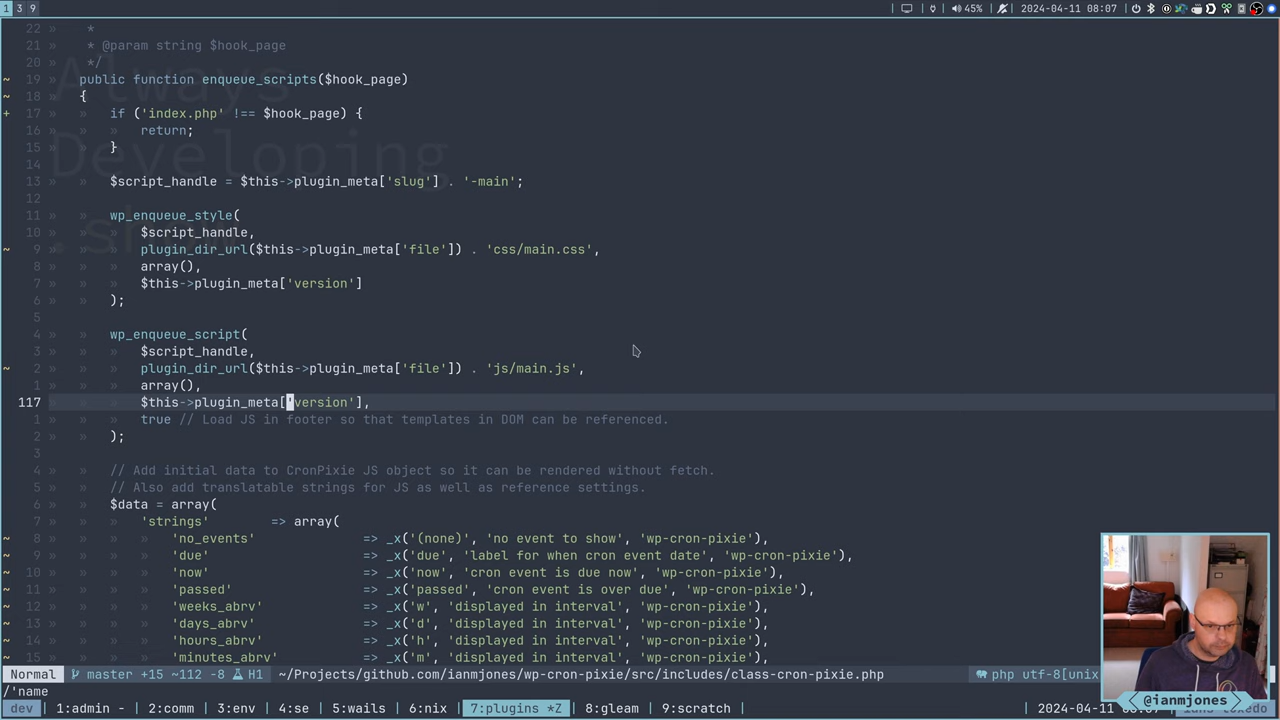 1 3 9 45% 2024-04-11 08:07
22 » *
21 » * @param string $hook_page
20 » */
~ 19 » public function enqueue_scripts($hook_page)
~ 18 » {
+ 17 » » if ('index.php' !== $hook_page) {
16 » » » return;
15 » » }
14
13 » » $script_handle = $this->plugin_meta['slug'] . '-main';
12
11 » » wp_enqueue_style(
10 » » » $script_handle,
~ 9 » » » plugin_dir_url($this->plugin_meta['file']) . 'css/main.css',
8 » » » array(),
7 » » » $this->plugin_meta['version']
6 » » );
5
4 » » wp_enqueue_script(
3 » » » $script_handle,
~ 2 » » » plugin_dir_url($this->plugin_meta['file']) . 'js/main.js',
1 » » » array(),
117 » » » $this->plugin_meta['version'],
1 » » » true // Load JS in footer so that templates in DOM can be referenced.
2 » » );
3
4 » » // Add initial data to CronPixie JS object so it can be rendered without fetch.
5 » » // Also add translatable strings for JS as well as reference settings.
6 » » $data = array(
7 » » » 'strings' => array(
~ 8 » » » » 'no_events' => _x('(none)', 'no event to show', 'wp-cron-pixie'),
~ 9 » » » » 'due' => _x('due', 'label for when cron event date', 'wp-cron-pixie'),
~ 10 » » » » 'now' => _x('now', 'cron event is due now', 'wp-cron-pixie'),
~ 11 » » » » 'passed' => _x('passed', 'cron event is over due', 'wp-cron-pixie'),
~ 12 » » » » 'weeks_abrv' => _x('w', 'displayed in interval', 'wp-cron-pixie'),
~ 13 » » » » 'days_abrv' => _x('d', 'displayed in interval', 'wp-cron-pixie'),
~ 14 » » » » 'hours_abrv' => _x('h', 'displayed in interval', 'wp-cron-pixie'),
~ 15 » » » » 'minutes_abrv' => _x('m', 'displayed in interval', 'wp-cron-pixie'),
Always
Developing
.show
Normal master +15 ~112 -8 H1 ~/Projects/github.com/ianmjones/wp-cron-pixie/src/includes/class-cron-pixie.php php utf-8[unix
/'name
dev 1:admin - 2:comm 3:env 4:se 5:wails 6:nix 7:plugins *Z 8:gleam 9:scratch 2024-04-11
@ianmjones